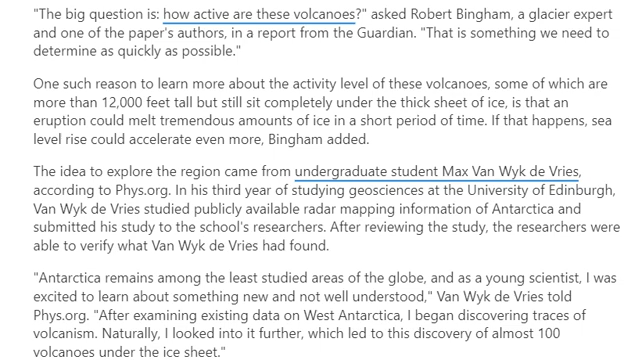 "The big question is: how active are these volcanoes?" asked Robert Bingham, a glacier expert
and one of the paper's authors, in a report from the Guardian. "That is something we need to
determine as quickly as possible."
One such reason to learn more about the activity level of these volcanoes, some of which are
more than 12,000 feet tall but still sit completely under the thick sheet of ice, is that an
eruption could melt tremendous amounts of ice in a short period of time. If that happens, sea
level rise could accelerate even more, Bingham added.
The idea to explore the region came from undergraduate student Max Van Wyk de Vries,
according to Phys.org. In his third year of studying geosciences at the University of Edinburgh,
Van Wyk de Vries studied publicly available radar mapping information of Antarctica and
submitted his study to the school's researchers. After reviewing the study, the researchers were
able to verify what Van Wyk de Vries had found.
"Antarctica remains among the least studied areas of the globe, and as a young scientist, I was
excited to learn about something new and not well understood," Van Wyk de Vries told
Phys.org. "After examining existing data on West Antarctica, I began discovering traces of
volcanism. Naturally, I looked into it further, which led to this discovery of almost 100
volcanoes under the ice sheet."